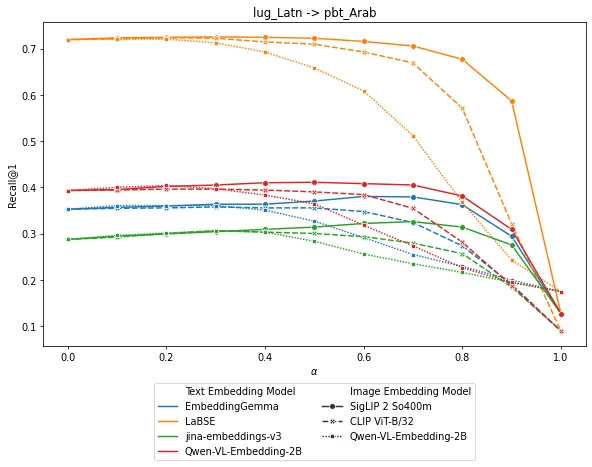 lug_Latn -> pbt_Arab
Recall@1
0.7
0.6
0.5
0.4
0.3
0.2
0.1
0.0 0.2 0.4 0.6 0.8 1.0
α
Text Embedding Model Image Embedding Model
EmbeddingGemma SigLIP 2 So400m
LaBSE CLIP ViT-B/32
jina-embeddings-v3 Qwen-VL-Embedding-2B
Qwen-VL-Embedding-2B